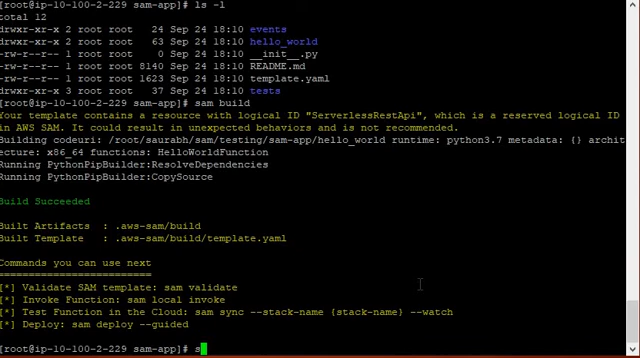 [root@ip-10-100-2-229 sam-app]# ls -l
total 12
drwxr-xr-x 2 root root   24 Sep 24 18:10 events
drwxr-xr-x 2 root root   63 Sep 24 18:10 hello_world
-rw-r--r-- 1 root root    0 Sep 24 18:10 __init__.py
-rw-r--r-- 1 root root 8140 Sep 24 18:10 README.md
-rw-r--r-- 1 root root 1623 Sep 24 18:10 template.yaml
drwxr-xr-x 3 root root   37 Sep 24 18:10 tests
[root@ip-10-100-2-229 sam-app]# sam build
Your template contains a resource with logical ID "ServerlessRestApi", which is a reserved logical ID
in AWS SAM. It could result in unexpected behaviors and is not recommended.
Building codeuri: /root/saurabh/sam/testing/sam-app/hello_world runtime: python3.7 metadata: {} archit
ecture: x86_64 functions: HelloWorldFunction
Running PythonPipBuilder:ResolveDependencies
Running PythonPipBuilder:CopySource
Build Succeeded
Built Artifacts  : .aws-sam/build
Built Template   : .aws-sam/build/template.yaml
Commands you can use next
=========================
[*] Validate SAM template: sam validate
[*] Invoke Function: sam local invoke
[*] Test Function in the Cloud: sam sync --stack-name {stack-name} --watch
[*] Deploy: sam deploy --guided
[root@ip-10-100-2-229 sam-app]# s